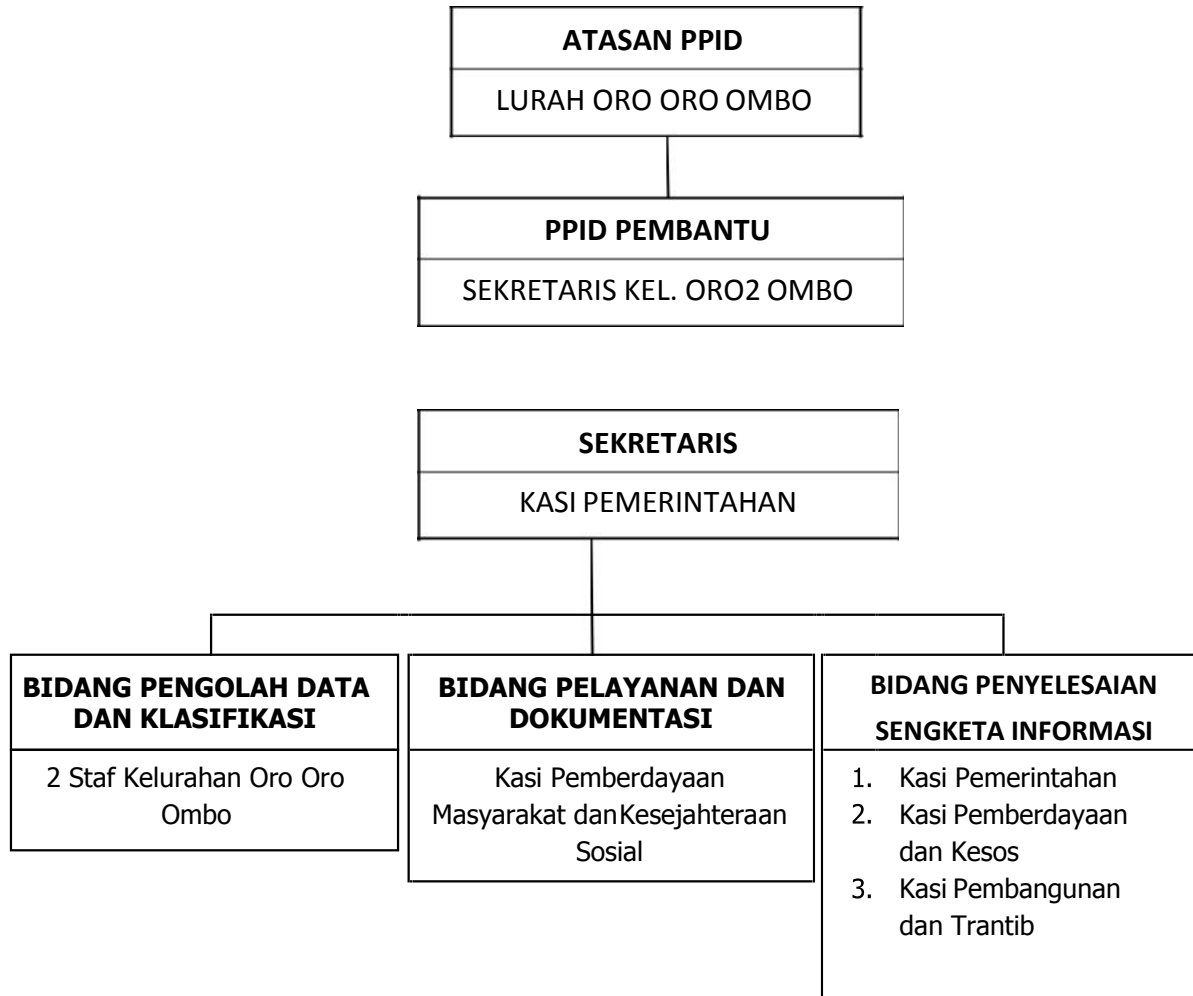 ATASAN PPID
LURAH ORO ORO OMBO
PPID PEMBANTU
SEKRETARIS KEL. ORO2 OMBO
SEKRETARIS
KASI PEMERINTAHAN
BIDANG PENGOLAH DATA
DAN KLASIFIKASI
2 Staf Kelurahan Oro Oro
Ombo
BIDANG PELAYANAN DAN
DOKUMENTASI
Kasi Pemberdayaan
Masyarakat danKesejahteraan
Sosial
BIDANG PENYELESAIAN
SENGKETA INFORMASI
1. Kasi Pemerintahan
2. Kasi Pemberdayaan
dan Kesos
3. Kasi Pembangunan
dan Trantib